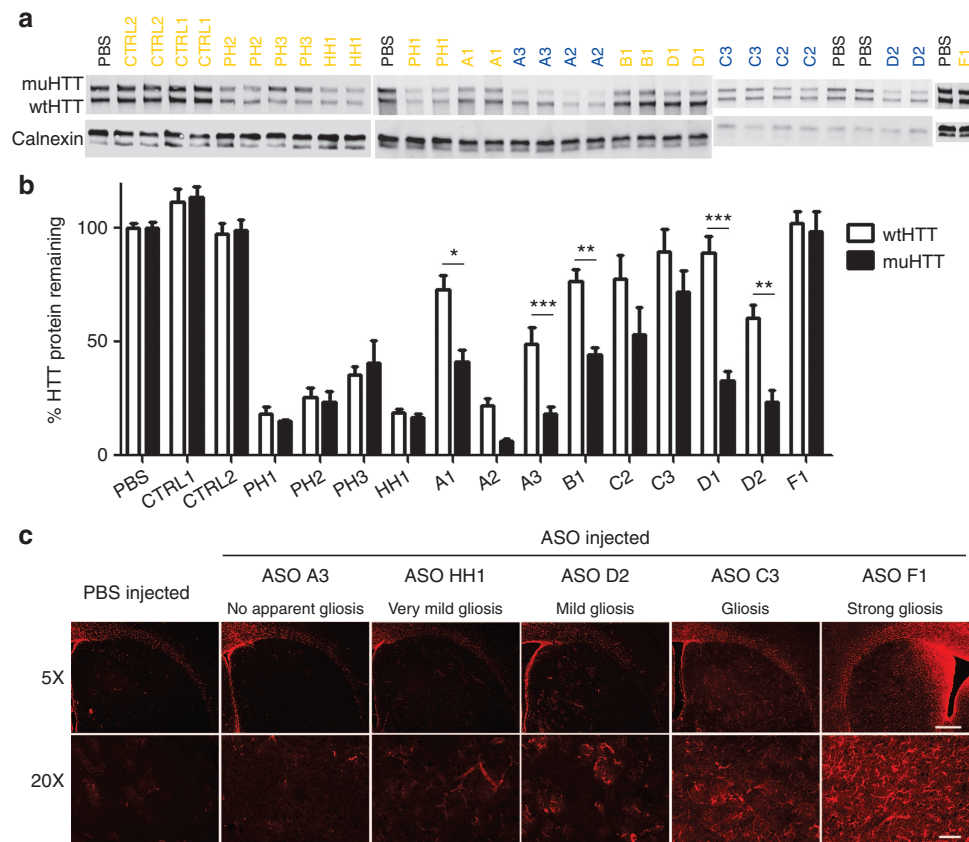 a
PBS CTRL2 CTRL2 CTRL1 CTRL1 PH2 PH2 PH3 PH3 HH1 HH1 PBS PH1 PH1 A1 A1 A3 A3 A2 A2 B1 B1 D1 D1 C3 C3 C2 C2 PBS PBS D2 D2 PBS F1
muHTT
wtHTT
Calnexin
b
% HTT protein remaining
100
50
0
* *** ** *** **
wtHTT
muHTT
PBS CTRL1 CTRL2 PH1 PH2 PH3 HH1 A1 A2 A3 B1 C2 C3 D1 D2 F1
c
ASO injected
PBS injected
ASO A3 ASO HH1 ASO D2 ASO C3 ASO F1
No apparent gliosis Very mild gliosis Mild gliosis Gliosis Strong gliosis
5X
20X